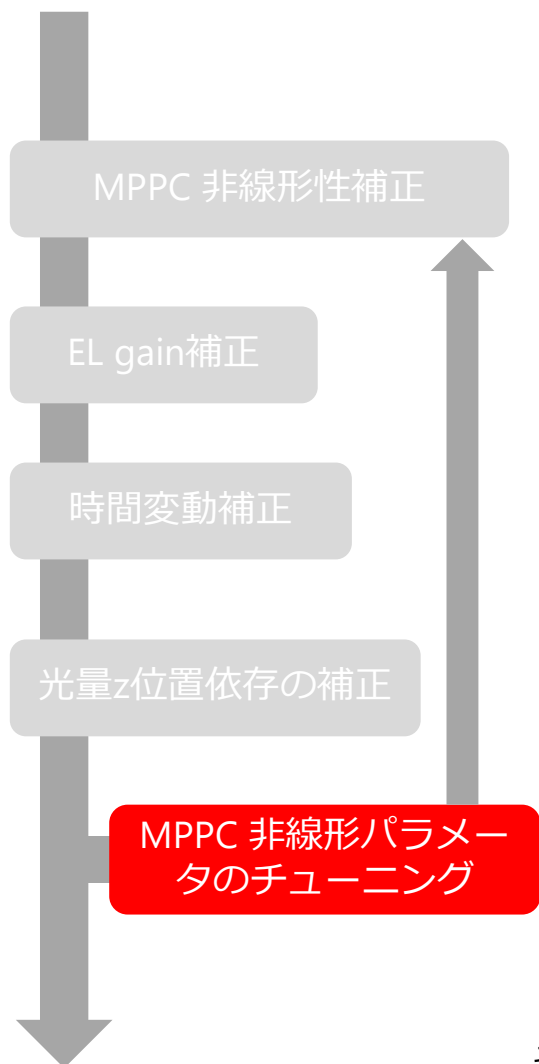 MPPC 非線形性補正
EL gain補正
時間変動補正
光量z位置依存の補正
MPPC 非線形パラメー
タのチューニング